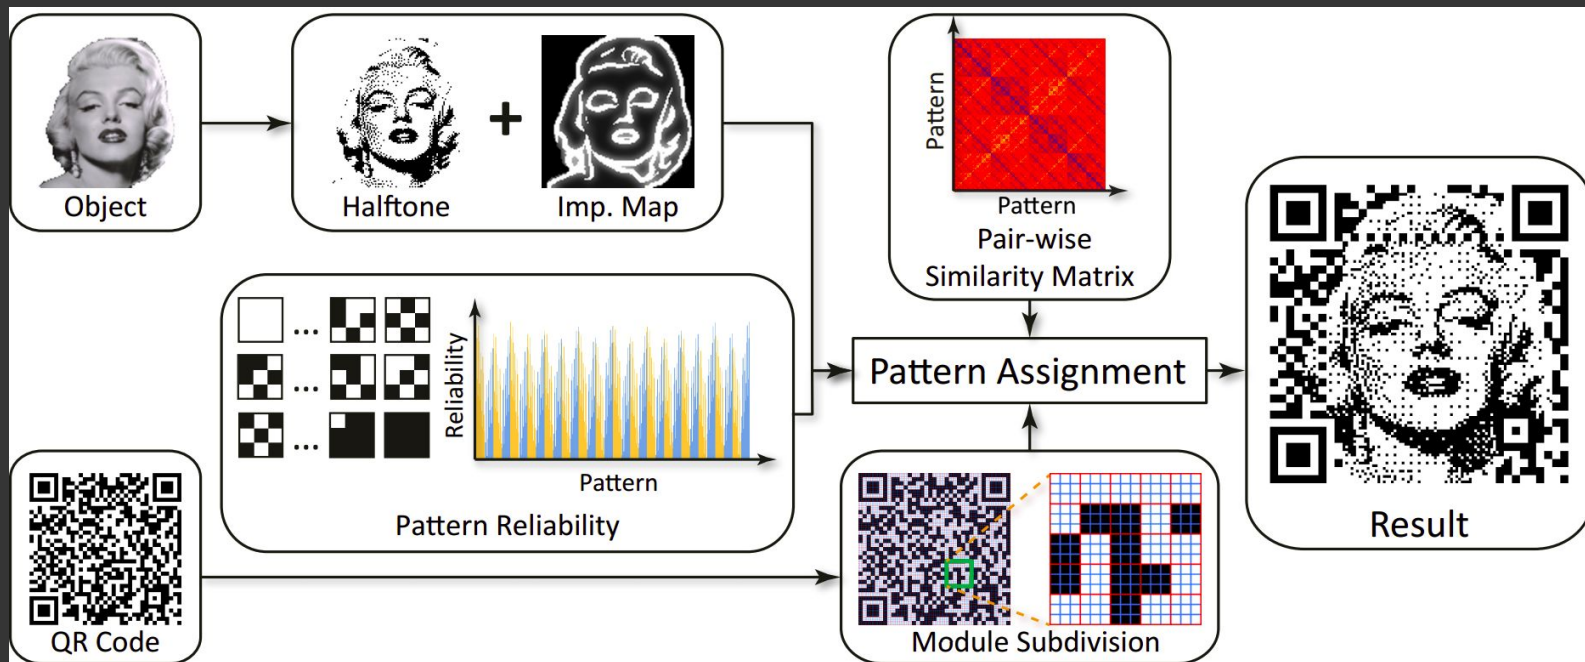 Object
Halftone
+
Imp. Map
Pattern
Pattern
Pair-wise
Similarity Matrix
...
...
...
Reliability
Pattern
Pattern Reliability
Pattern Assignment
QR Code
Module Subdivision
Result